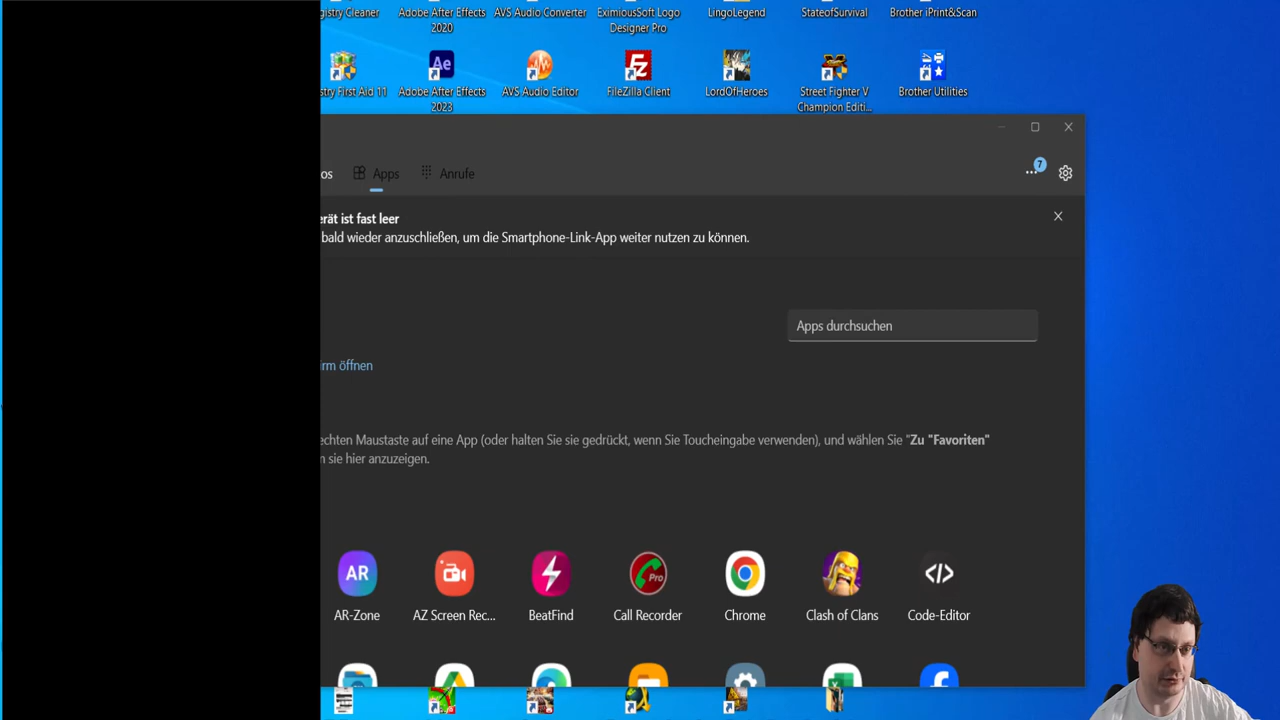 gistry Cleaner
Adobe After Effects
2020
AVS Audio Converter
EximiousSoft Logo
Designer Pro
LingoLegend
StateofSurvival
Brother iPrint&Scan
stry First Aid 11
Ae
Adobe After Effects
2023
AVS Audio Editor
FZ
FileZilla Client
LordOfHeroes
Street Fighter V
Champion Editi...
Brother Utilities
os
Apps
Anrufe
7
erät ist fast leer
bald wieder anzuschließen, um die Smartphone-Link-App weiter nutzen zu können.
Apps durchsuchen
irm öffnen
echten Maustaste auf eine App (oder halten Sie sie gedrückt, wenn Sie Toucheingabe verwenden), und wählen Sie "Zu "Favoriten"
n sie hier anzuzeigen.
AR
Pro
AR-Zone
AZ Screen Rec...
BeatFind
Call Recorder
Chrome
Clash of Clans
Code-Editor